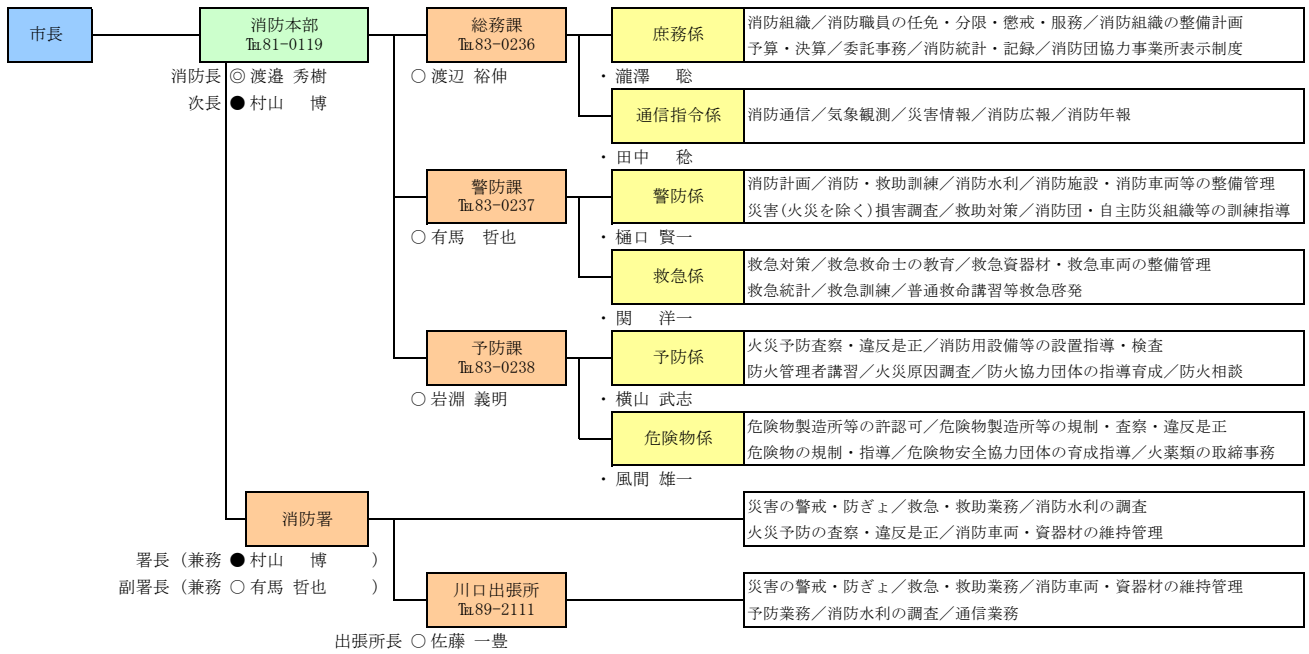 市長
消防本部
℡81-0119
消防長 ◎ 渡邉 秀樹
次長 ● 村山 博
総務課
℡83-0236
○ 渡辺 裕伸
庶務係
消防組織／消防職員の任免・分限・懲戒・服務／消防組織の整備計画
予算・決算／委託事務／消防統計・記録／消防団協力事業所表示制度
・ 瀧澤 聡
通信指令係
消防通信／気象観測／災害情報／消防広報／消防年報
・ 田中 稔
警防課
℡83-0237
○ 有馬 哲也
警防係
消防計画／消防・救助訓練／消防水利／消防施設・消防車両等の整備管理
災害(火災を除く)損害調査／救助対策／消防団・自主防災組織等の訓練指導
・ 樋口 賢一
救急係
救急対策／救急救命士の教育／救急資器材・救急車両の整備管理
救急統計／救急訓練／普通救命講習等救急啓発
・ 関 洋一
予防課
℡83-0238
○ 岩淵 義明
予防係
火災予防査察・違反是正／消防用設備等の設置指導・検査
防火管理者講習／火災原因調査／防火協力団体の指導育成／防火相談
・ 横山 武志
危険物係
危険物製造所等の許認可／危険物製造所等の規制・査察・違反是正
危険物の規制・指導／危険物安全協力団体の育成指導／火薬類の取締事務
・ 風間 雄一
消防署
署長（兼務 ● 村山 博 ）
副署長（兼務 ○ 有馬 哲也 ）
災害の警戒・防ぎょ／救急・救助業務／消防水利の調査
火災予防の査察・違反是正／消防車両・資器材の維持管理
川口出張所
℡89-2111
出張所長 ○ 佐藤 一豊
災害の警戒・防ぎょ／救急・救助業務／消防車両・資器材の維持管理
予防業務／消防水利の調査／通信業務